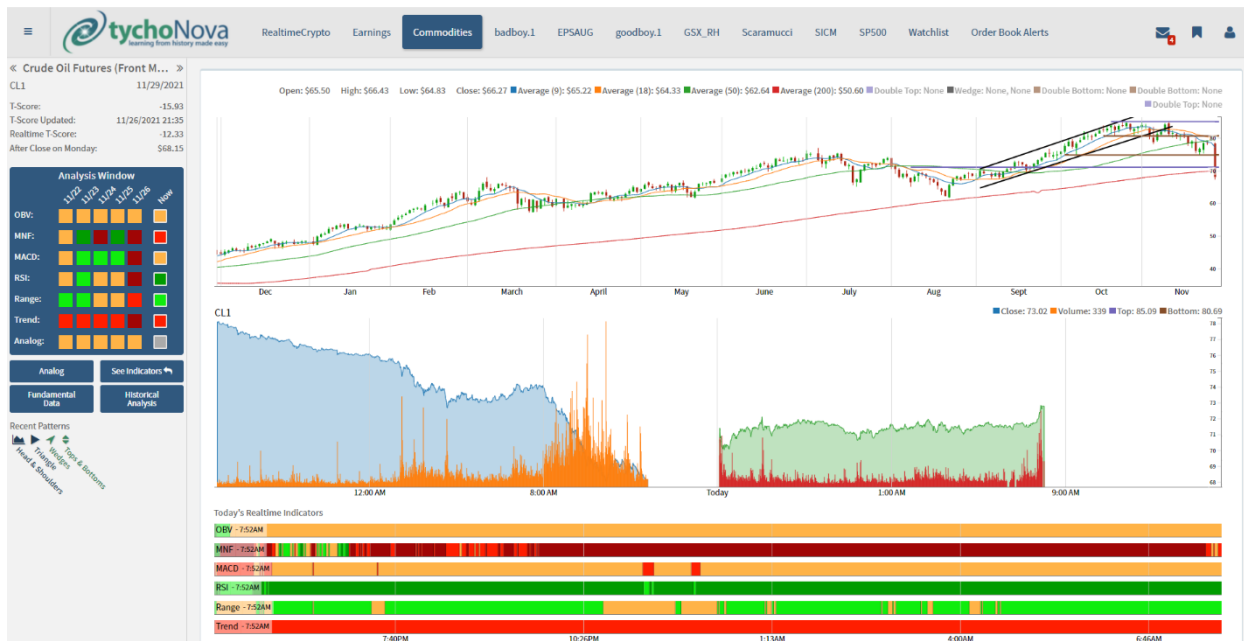 tychoNova
learning from history made easy
RealtimeCrypto Earnings Commodities badboy.1 EPSAUG goodboy.1 GSX_RH Scaramucci SICM SP500 Watchlist Order Book Alerts
4
« Crude Oil Futures (Front M... »
CL1 11/29/2021
T-Score: -15.93
T-Score Updated: 11/26/2021 21:35
Realtime T-Score: -12.33
After Close on Monday: $68.15
Analysis Window
11/22 11/23 11/24 11/25 11/26 Now
OBV:
MNF:
MACD:
RSI:
Range:
Trend:
Analog:
Analog See Indicators
Fundamental Data Historical Analysis
Recent Patterns
Head & Shoulders
Triangle
Wedges
Tops & Bottoms
Open: $65.50 High: $66.43 Low: $64.83 Close: $66.27 Average (9): $65.22 Average (18): $64.33 Average (50): $62.64 Average (200): $50.60 Double Top: None Wedge: None, None Double Bottom: None Double Bottom: None
Double Top: None
80
70
60
50
40
Dec Jan Feb March April May June July Aug Sept Oct Nov
CL1 Close: 73.02 Volume: 339 Top: 85.09 Bottom: 80.69
78
77
76
75
74
73
72
71
70
69
68
12:00AM 8:00AM Today 1:00AM 9:00AM
Today's Realtime Indicators
OBV - 7:52AM
MNF - 7:52AM
MACD - 7:52AM
RSI - 7:52AM
Range - 7:52AM
Trend - 7:52AM
7:40PM 10:26PM 1:13AM 4:00AM 6:46AM